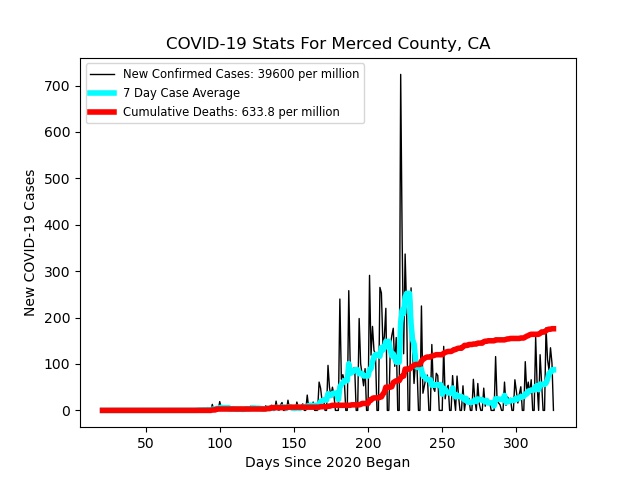 COVID-19 Stats For Merced County, CA
New Confirmed Cases: 39600 per million
7 Day Case Average
Cumulative Deaths: 633.8 per million
New COVID-19 Cases
700
600
500
400
300
200
100
0
50 100 150 200 250 300
Days Since 2020 Began